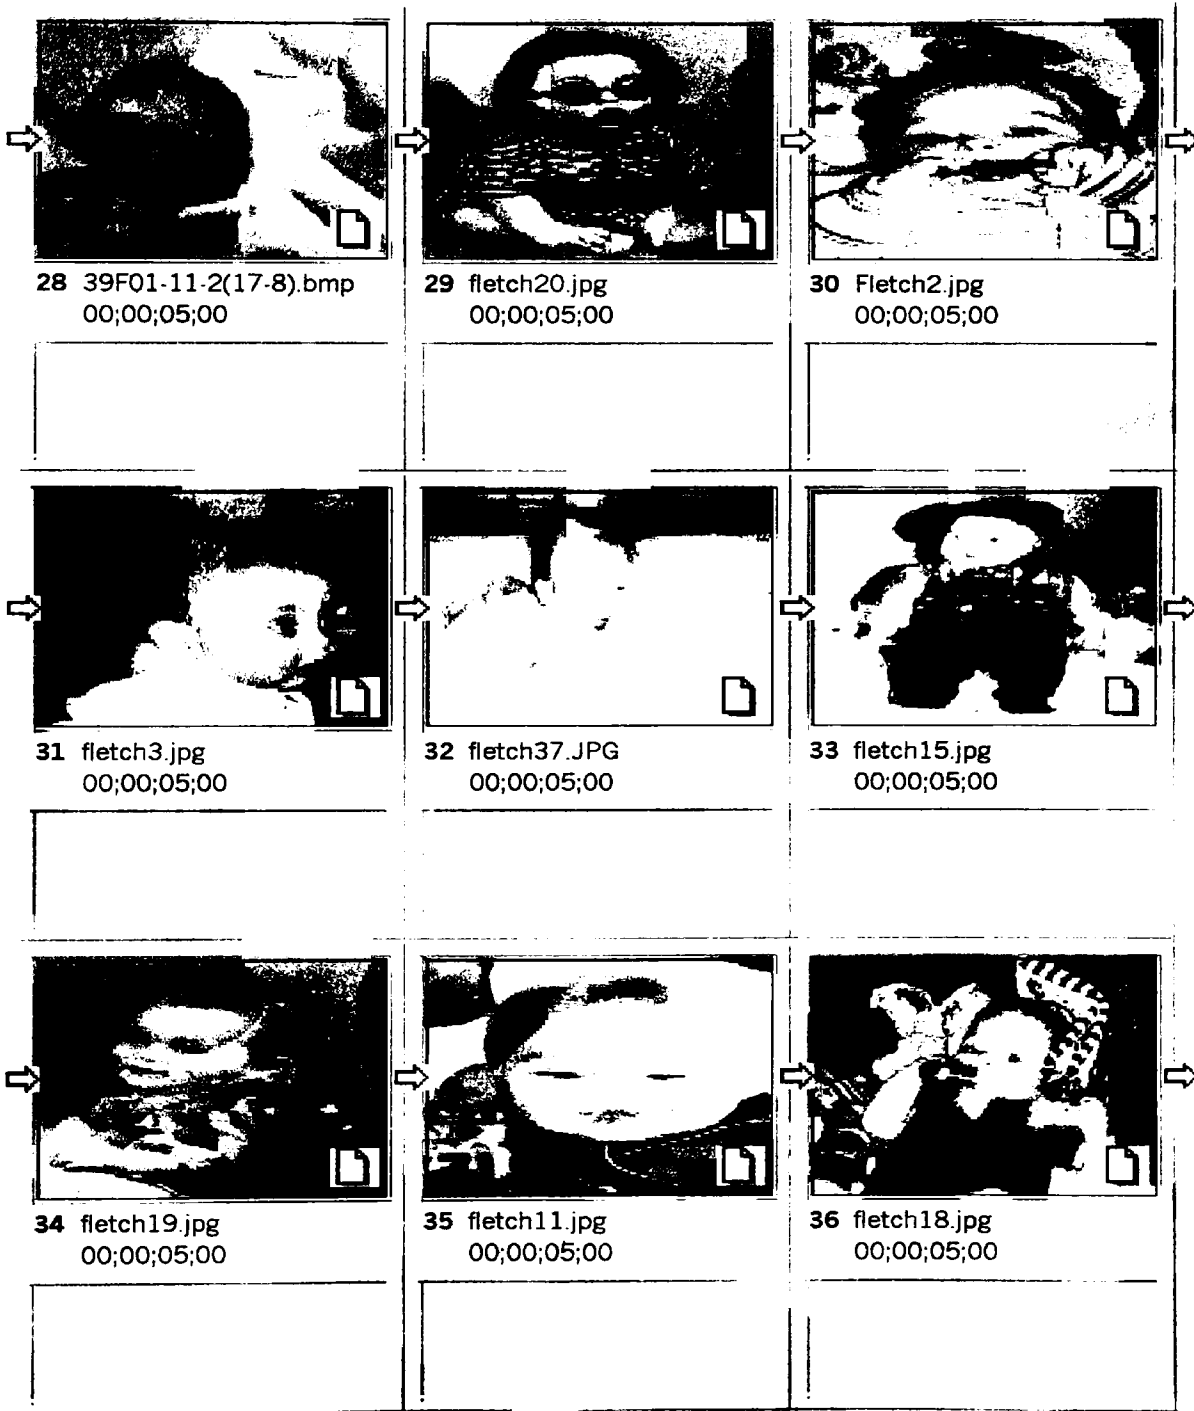 28 39F01-11-2(17-8).bmp
00;00;05;00
29 fletch20.jpg
00;00;05;00
30 Fletch2.jpg
00;00;05;00
31 fletch3.jpg
00;00;05;00
32 fletch37.JPG
00;00;05;00
33 fletch15.jpg
00;00;05;00
34 fletch19.jpg
00;00;05;00
35 fletch11.jpg
00;00;05;00
36 fletch18.jpg
00;00;05;00